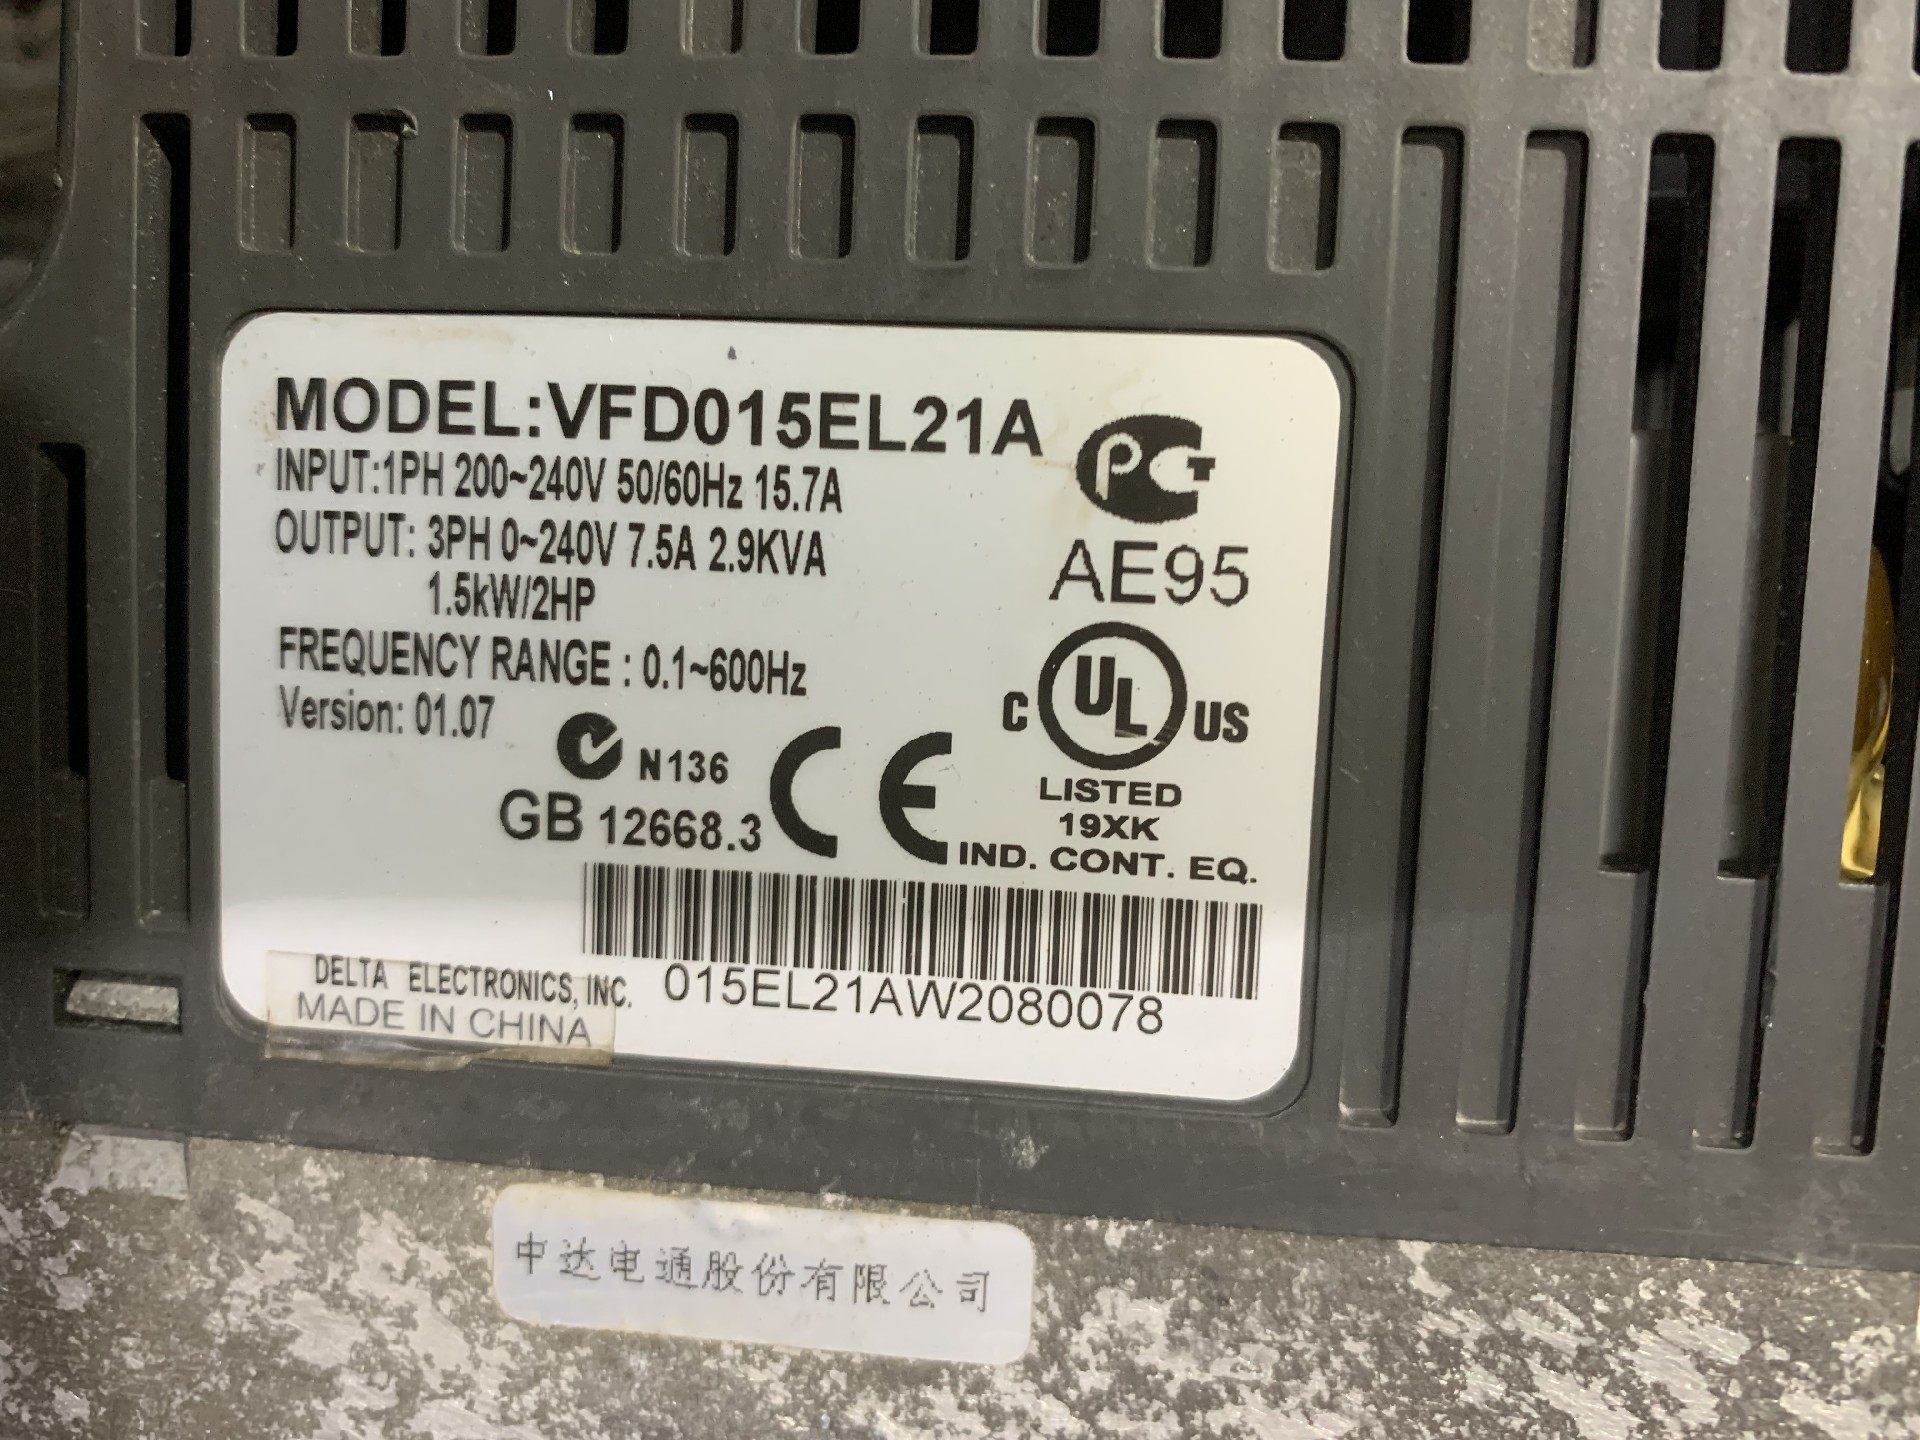 MODEL:VFD015EL21A
INPUT:1PH 200~240V 50/60Hz 15.7A
OUTPUT: 3PH 0~240V 7.5A 2.9KVA
1.5kW/2HP
FREQUENCY RANGE : 0.1~600Hz
Version: 01.07
PCT
AE95
C UL US
LISTED
19XK
IND. CONT. EQ.
N136
CE
GB 12668.3
015EL21AW2080078
DELTA ELECTRONICS, INC.
MADE IN CHINA
中达电通股份有限公司